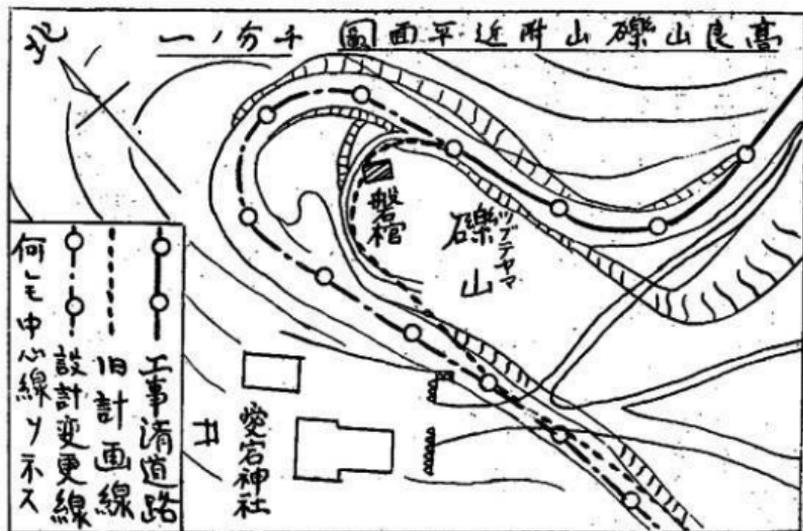 高良山礫山附近平面圖 千分ノ一
北
磐棺
礫山
ツブテヤマ
愛宕神社
工事済道路
旧計画線
設計変更線
何レモ中心線ヲ示ス